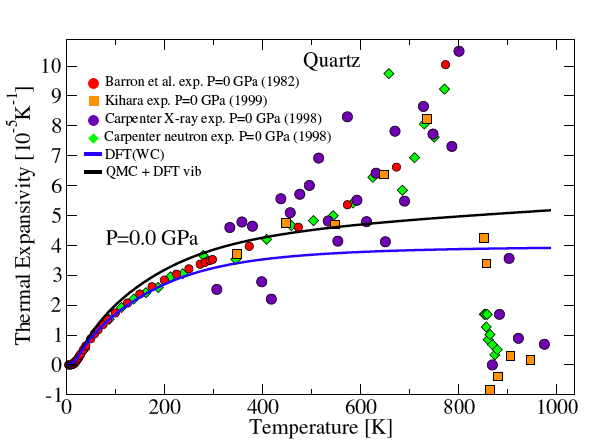 Quartz
Barron et al. exp. P=0 GPa (1982)
Kihara exp. P=0 GPa (1999)
Carpenter X-ray exp. P=0 GPa (1998)
Carpenter neutron exp. P=0 GPa (1998)
DFT(WC)
QMC + DFT vib
P=0.0 GPa
Thermal Expansivity [10⁻⁵K⁻¹]
10
9
8
7
6
5
4
3
2
1
0
-1
0 200 400 600 800 1000
Temperature [K]